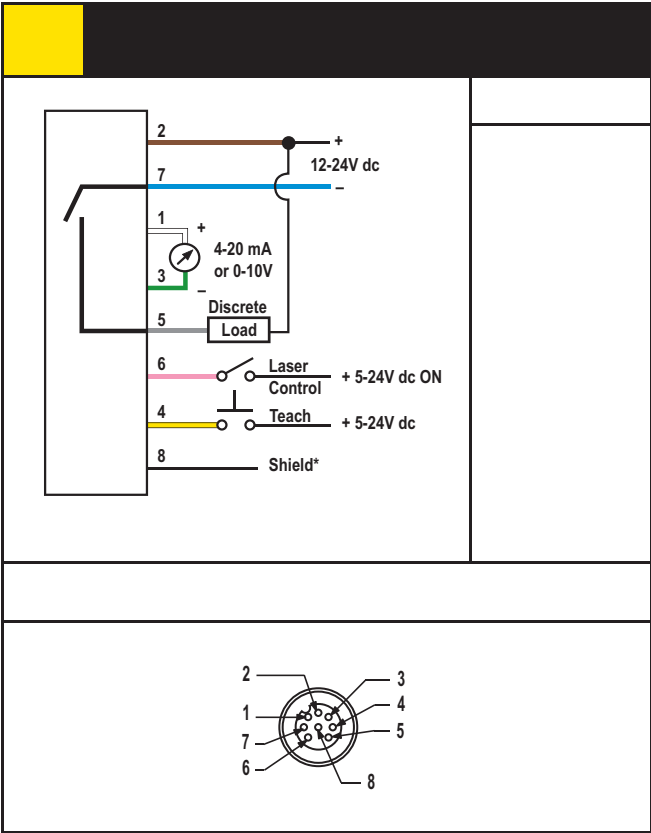 2
+
12-24V dc
7
–
1
+
4-20 mA
or 0-10V
3
–
Discrete
5
Load
6
Laser
Control
+ 5-24V dc ON
4
Teach
+ 5-24V dc
8
Shield*
2
3
1
4
7
5
6
8